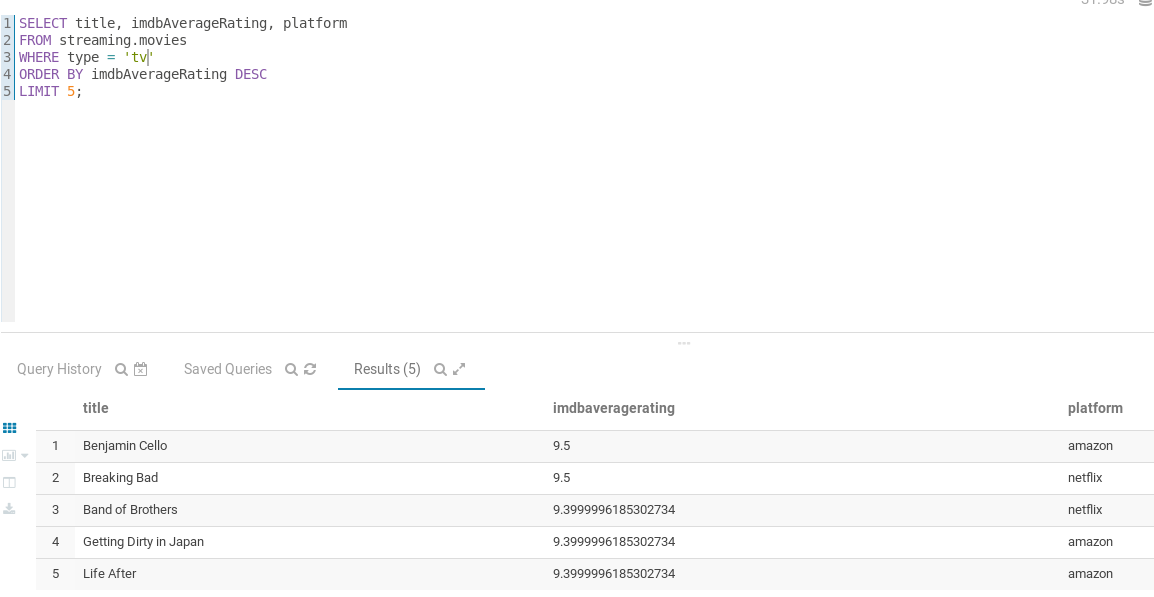 1 SELECT title, imdbAverageRating, platform
2 FROM streaming.movies
3 WHERE type = 'tv'
4 ORDER BY imdbAverageRating DESC
5 LIMIT 5;
Query History Saved Queries Results (5)
title imdbaveragerating platform
1 Benjamin Cello 9.5 amazon
2 Breaking Bad 9.5 netflix
3 Band of Brothers 9.3999996185302734 netflix
4 Getting Dirty in Japan 9.3999996185302734 amazon
5 Life After 9.3999996185302734 amazon